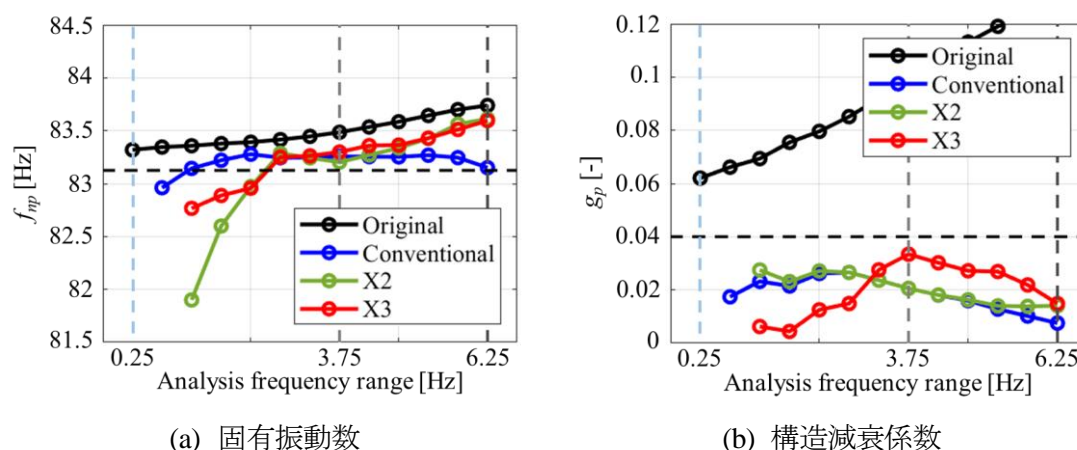 84.5
84
83.5
83
82.5
82
81.5
f_np [Hz]
Original
Conventional
X2
X3
0.25
3.75
6.25
Analysis frequency range [Hz]
(a) 固有振動数
0.12
0.1
0.08
0.06
0.04
0.02
0
g_p [-]
Original
Conventional
X2
X3
0.25
3.75
6.25
Analysis frequency range [Hz]
(b) 構造減衰係数